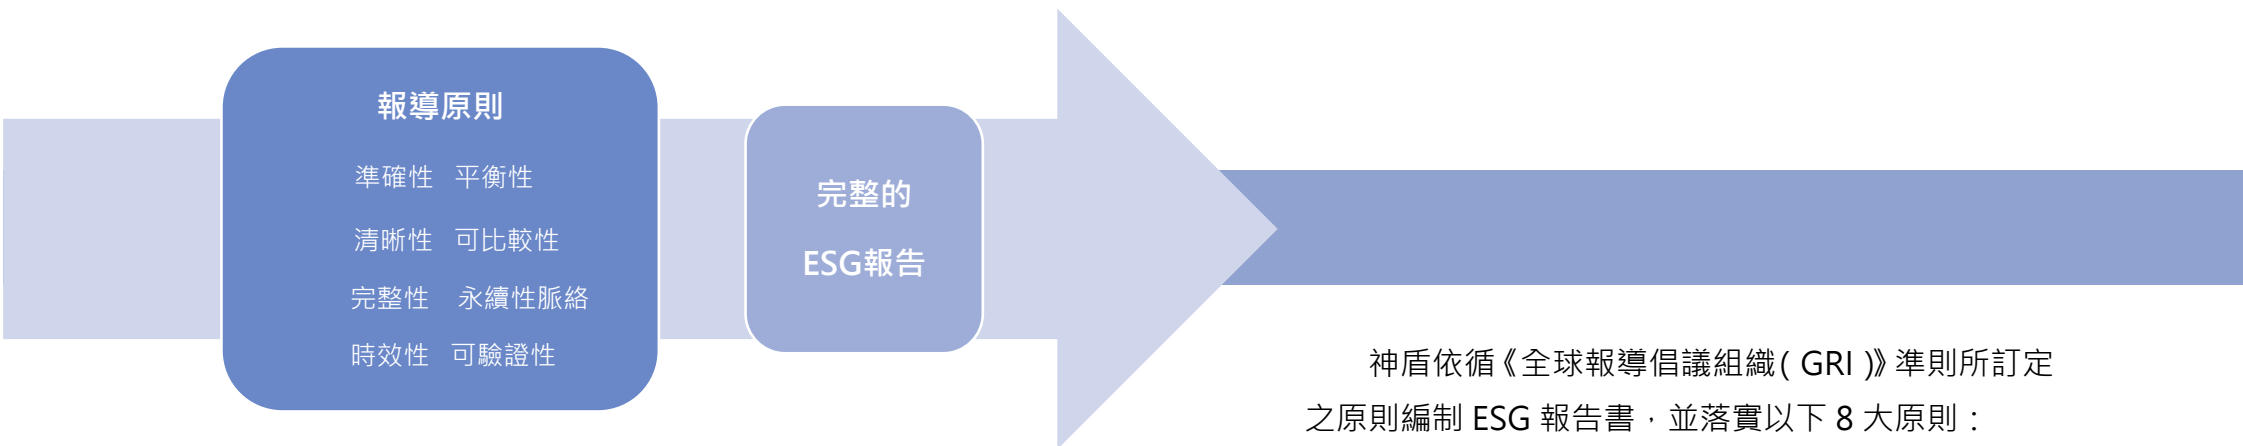 報導原則
準確性 平衡性
清晰性 可比較性
完整性 永續性脈絡
時效性 可驗證性
完整的
ESG報告
神盾依循《全球報導倡議組織( GRI )》準則所訂定
之原則編制 ESG 報告書，並落實以下 8 大原則：